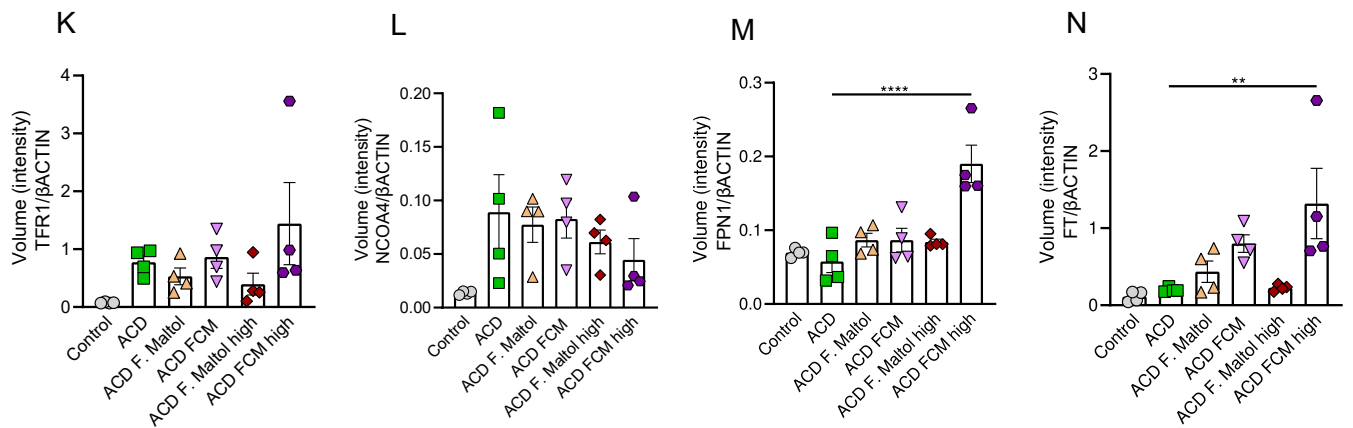 K
Volume (intensity)
TFR1/βACTIN
4
3
2
1
0
Control
ACD
ACD F. Maltol
ACD FCM
ACD F. Maltol high
ACD FCM high
L
Volume (intensity)
NCOA4/βACTIN
0.20
0.15
0.10
0.05
0.00
Control
ACD
ACD F. Maltol
ACD FCM
ACD F. Maltol high
ACD FCM high
M
Volume (intensity)
FPN1/βACTIN
0.3
0.2
0.1
0.0
****
Control
ACD
ACD F. Maltol
ACD FCM
ACD F. Maltol high
ACD FCM high
N
Volume (intensity)
FT/βACTIN
3
2
1
0
**
Control
ACD
ACD F. Maltol
ACD FCM
ACD F. Maltol high
ACD FCM high